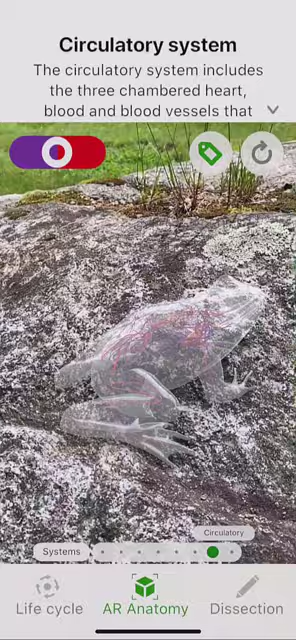 Circulatory system
The circulatory system includes
the three chambered heart,
blood and blood vessels that
Circulatory
Systems
Life cycle
AR Anatomy
Dissection